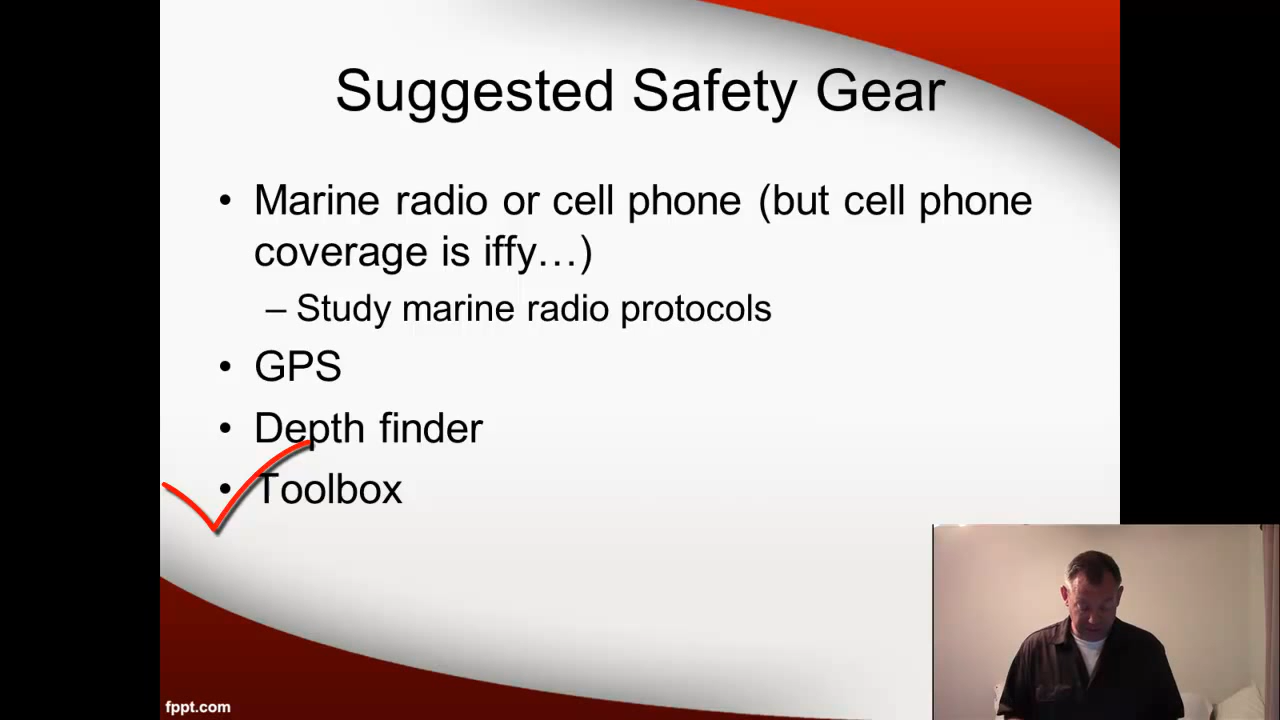 Suggested Safety Gear
• Marine radio or cell phone (but cell phone
coverage is iffy…)
– Study marine radio protocols
• GPS
• Depth finder
• Toolbox
fppt.com